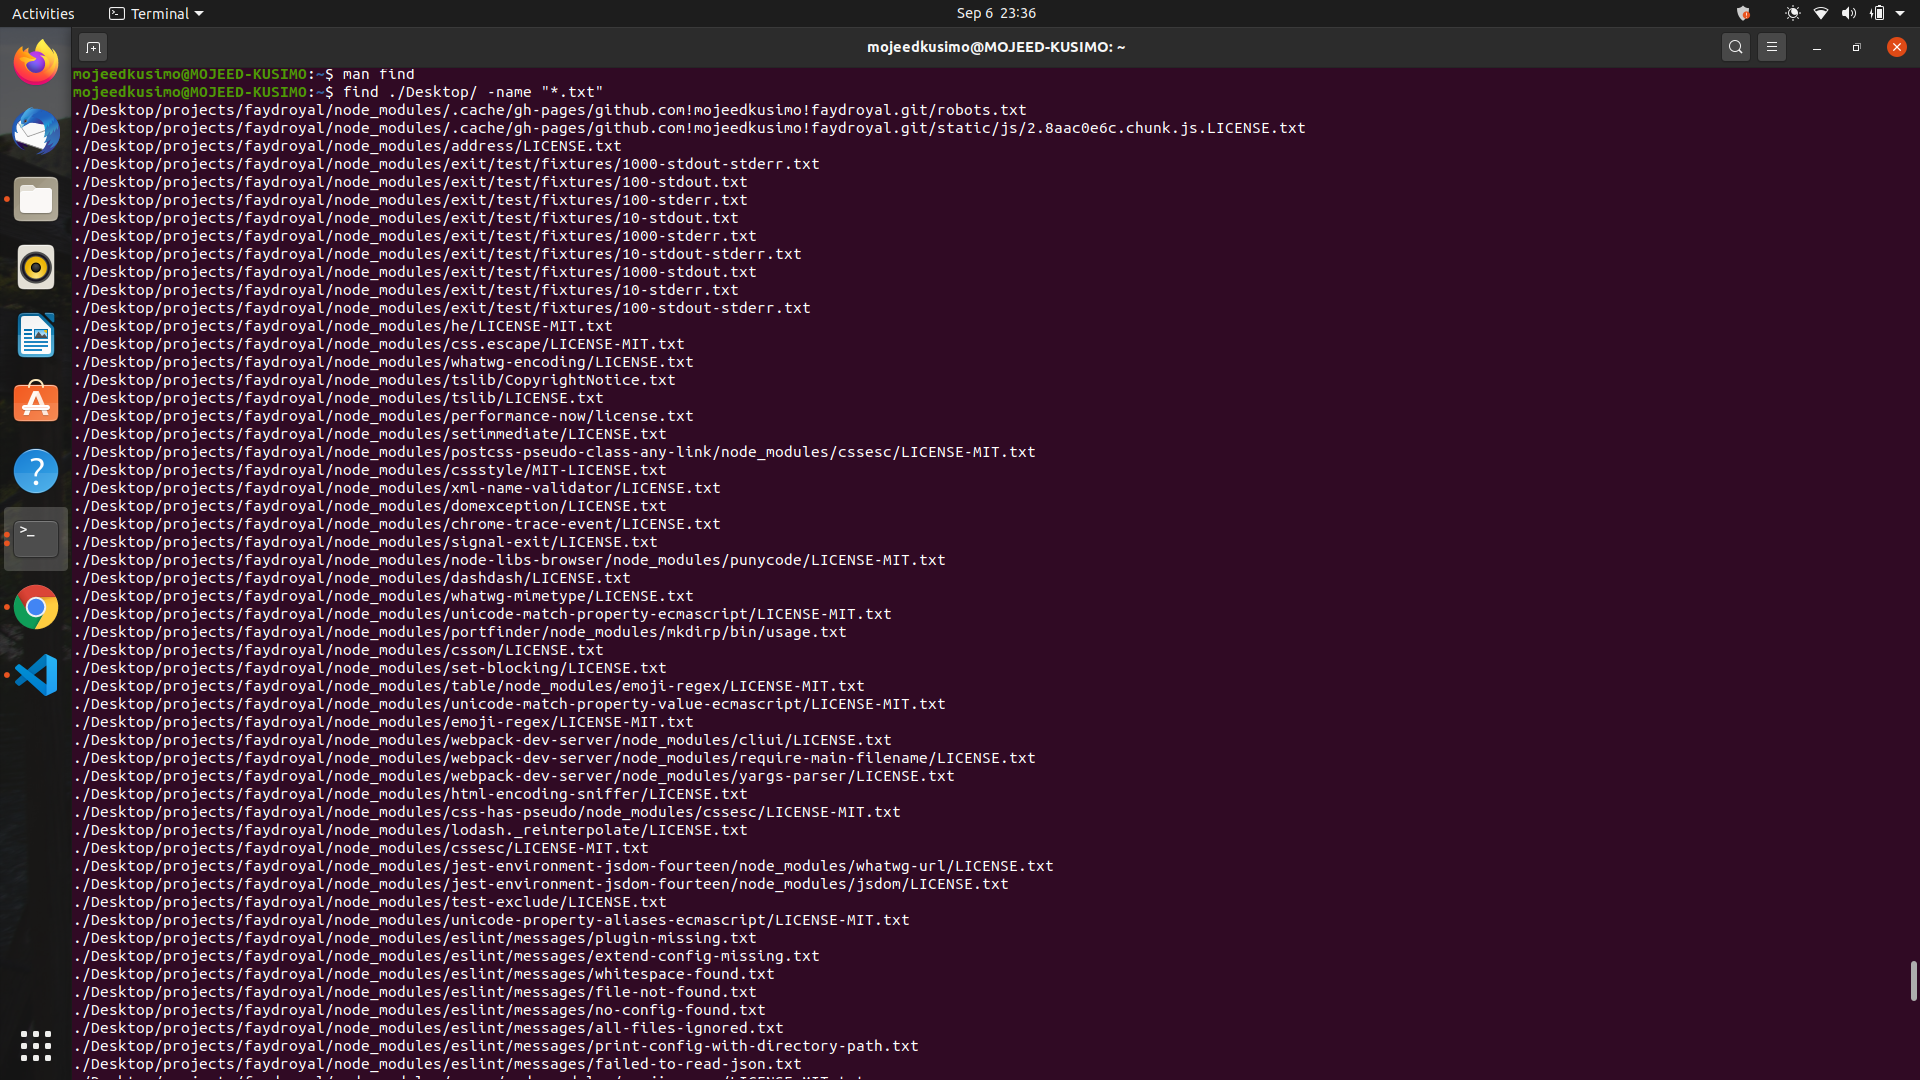 Activities Terminal Sep 6 23:36
mojeedkusimo@MOJEED-KUSIMO: ~
mojeedkusimo@MOJEED-KUSIMO:~$ man find
mojeedkusimo@MOJEED-KUSIMO:~$ find ./Desktop/ -name "*.txt"
./Desktop/projects/faydroyal/node_modules/.cache/gh-pages/github.com!mojeedkusimo!faydroyal.git/robots.txt
./Desktop/projects/faydroyal/node_modules/.cache/gh-pages/github.com!mojeedkusimo!faydroyal.git/static/js/2.8aac0e6c.chunk.js.LICENSE.txt
./Desktop/projects/faydroyal/node_modules/address/LICENSE.txt
./Desktop/projects/faydroyal/node_modules/exit/test/fixtures/1000-stdout-stderr.txt
./Desktop/projects/faydroyal/node_modules/exit/test/fixtures/100-stdout.txt
./Desktop/projects/faydroyal/node_modules/exit/test/fixtures/100-stderr.txt
./Desktop/projects/faydroyal/node_modules/exit/test/fixtures/10-stdout.txt
./Desktop/projects/faydroyal/node_modules/exit/test/fixtures/1000-stderr.txt
./Desktop/projects/faydroyal/node_modules/exit/test/fixtures/10-stdout-stderr.txt
./Desktop/projects/faydroyal/node_modules/exit/test/fixtures/1000-stdout.txt
./Desktop/projects/faydroyal/node_modules/exit/test/fixtures/10-stderr.txt
./Desktop/projects/faydroyal/node_modules/exit/test/fixtures/100-stdout-stderr.txt
./Desktop/projects/faydroyal/node_modules/he/LICENSE-MIT.txt
./Desktop/projects/faydroyal/node_modules/css.escape/LICENSE-MIT.txt
./Desktop/projects/faydroyal/node_modules/whatwg-encoding/LICENSE.txt
./Desktop/projects/faydroyal/node_modules/tslib/CopyrightNotice.txt
./Desktop/projects/faydroyal/node_modules/tslib/LICENSE.txt
./Desktop/projects/faydroyal/node_modules/performance-now/license.txt
./Desktop/projects/faydroyal/node_modules/setimmediate/LICENSE.txt
./Desktop/projects/faydroyal/node_modules/postcss-pseudo-class-any-link/node_modules/cssesc/LICENSE-MIT.txt
./Desktop/projects/faydroyal/node_modules/cssstyle/MIT-LICENSE.txt
./Desktop/projects/faydroyal/node_modules/xml-name-validator/LICENSE.txt
./Desktop/projects/faydroyal/node_modules/domexception/LICENSE.txt
./Desktop/projects/faydroyal/node_modules/chrome-trace-event/LICENSE.txt
./Desktop/projects/faydroyal/node_modules/signal-exit/LICENSE.txt
./Desktop/projects/faydroyal/node_modules/node-libs-browser/node_modules/punycode/LICENSE-MIT.txt
./Desktop/projects/faydroyal/node_modules/dashdash/LICENSE.txt
./Desktop/projects/faydroyal/node_modules/whatwg-mimetype/LICENSE.txt
./Desktop/projects/faydroyal/node_modules/unicode-match-property-ecmascript/LICENSE-MIT.txt
./Desktop/projects/faydroyal/node_modules/portfinder/node_modules/mkdirp/bin/usage.txt
./Desktop/projects/faydroyal/node_modules/cssom/LICENSE.txt
./Desktop/projects/faydroyal/node_modules/set-blocking/LICENSE.txt
./Desktop/projects/faydroyal/node_modules/table/node_modules/emoji-regex/LICENSE-MIT.txt
./Desktop/projects/faydroyal/node_modules/unicode-match-property-value-ecmascript/LICENSE-MIT.txt
./Desktop/projects/faydroyal/node_modules/emoji-regex/LICENSE-MIT.txt
./Desktop/projects/faydroyal/node_modules/webpack-dev-server/node_modules/cliui/LICENSE.txt
./Desktop/projects/faydroyal/node_modules/webpack-dev-server/node_modules/require-main-filename/LICENSE.txt
./Desktop/projects/faydroyal/node_modules/webpack-dev-server/node_modules/yargs-parser/LICENSE.txt
./Desktop/projects/faydroyal/node_modules/html-encoding-sniffer/LICENSE.txt
./Desktop/projects/faydroyal/node_modules/css-has-pseudo/node_modules/cssesc/LICENSE-MIT.txt
./Desktop/projects/faydroyal/node_modules/lodash._reinterpolate/LICENSE.txt
./Desktop/projects/faydroyal/node_modules/cssesc/LICENSE-MIT.txt
./Desktop/projects/faydroyal/node_modules/jest-environment-jsdom-fourteen/node_modules/whatwg-url/LICENSE.txt
./Desktop/projects/faydroyal/node_modules/jest-environment-jsdom-fourteen/node_modules/jsdom/LICENSE.txt
./Desktop/projects/faydroyal/node_modules/test-exclude/LICENSE.txt
./Desktop/projects/faydroyal/node_modules/unicode-property-aliases-ecmascript/LICENSE-MIT.txt
./Desktop/projects/faydroyal/node_modules/eslint/messages/plugin-missing.txt
./Desktop/projects/faydroyal/node_modules/eslint/messages/extend-config-missing.txt
./Desktop/projects/faydroyal/node_modules/eslint/messages/whitespace-found.txt
./Desktop/projects/faydroyal/node_modules/eslint/messages/file-not-found.txt
./Desktop/projects/faydroyal/node_modules/eslint/messages/no-config-found.txt
./Desktop/projects/faydroyal/node_modules/eslint/messages/all-files-ignored.txt
./Desktop/projects/faydroyal/node_modules/eslint/messages/print-config-with-directory-path.txt
./Desktop/projects/faydroyal/node_modules/eslint/messages/failed-to-read-json.txt